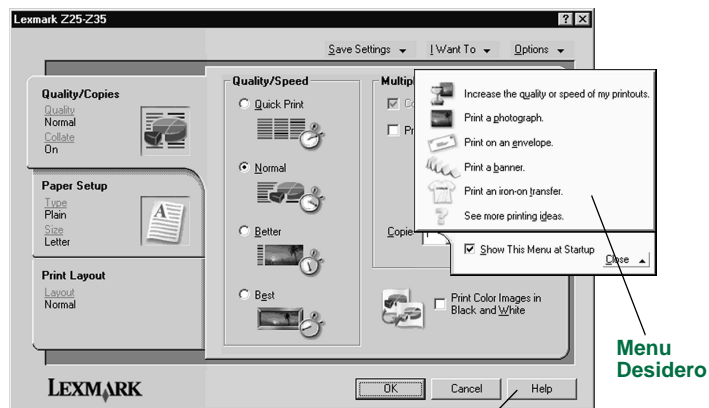 Lexmark Z25-Z35
Save Settings
I Want To
Options
Quality/Copies
Quality
Normal
Collate
On
Paper Setup
Type
Plain
Size
Letter
Print Layout
Layout
Normal
Quality/Speed
Quick Print
Normal
Better
Best
Increase the quality or speed of my printouts.
Print a photograph.
Print on an envelope.
Print a banner.
Print an iron-on transfer.
See more printing ideas.
Show This Menu at Startup
Close
Print Color Images in
Black and White
Menu
Desidero
LEXMARK
OK
Cancel
Help